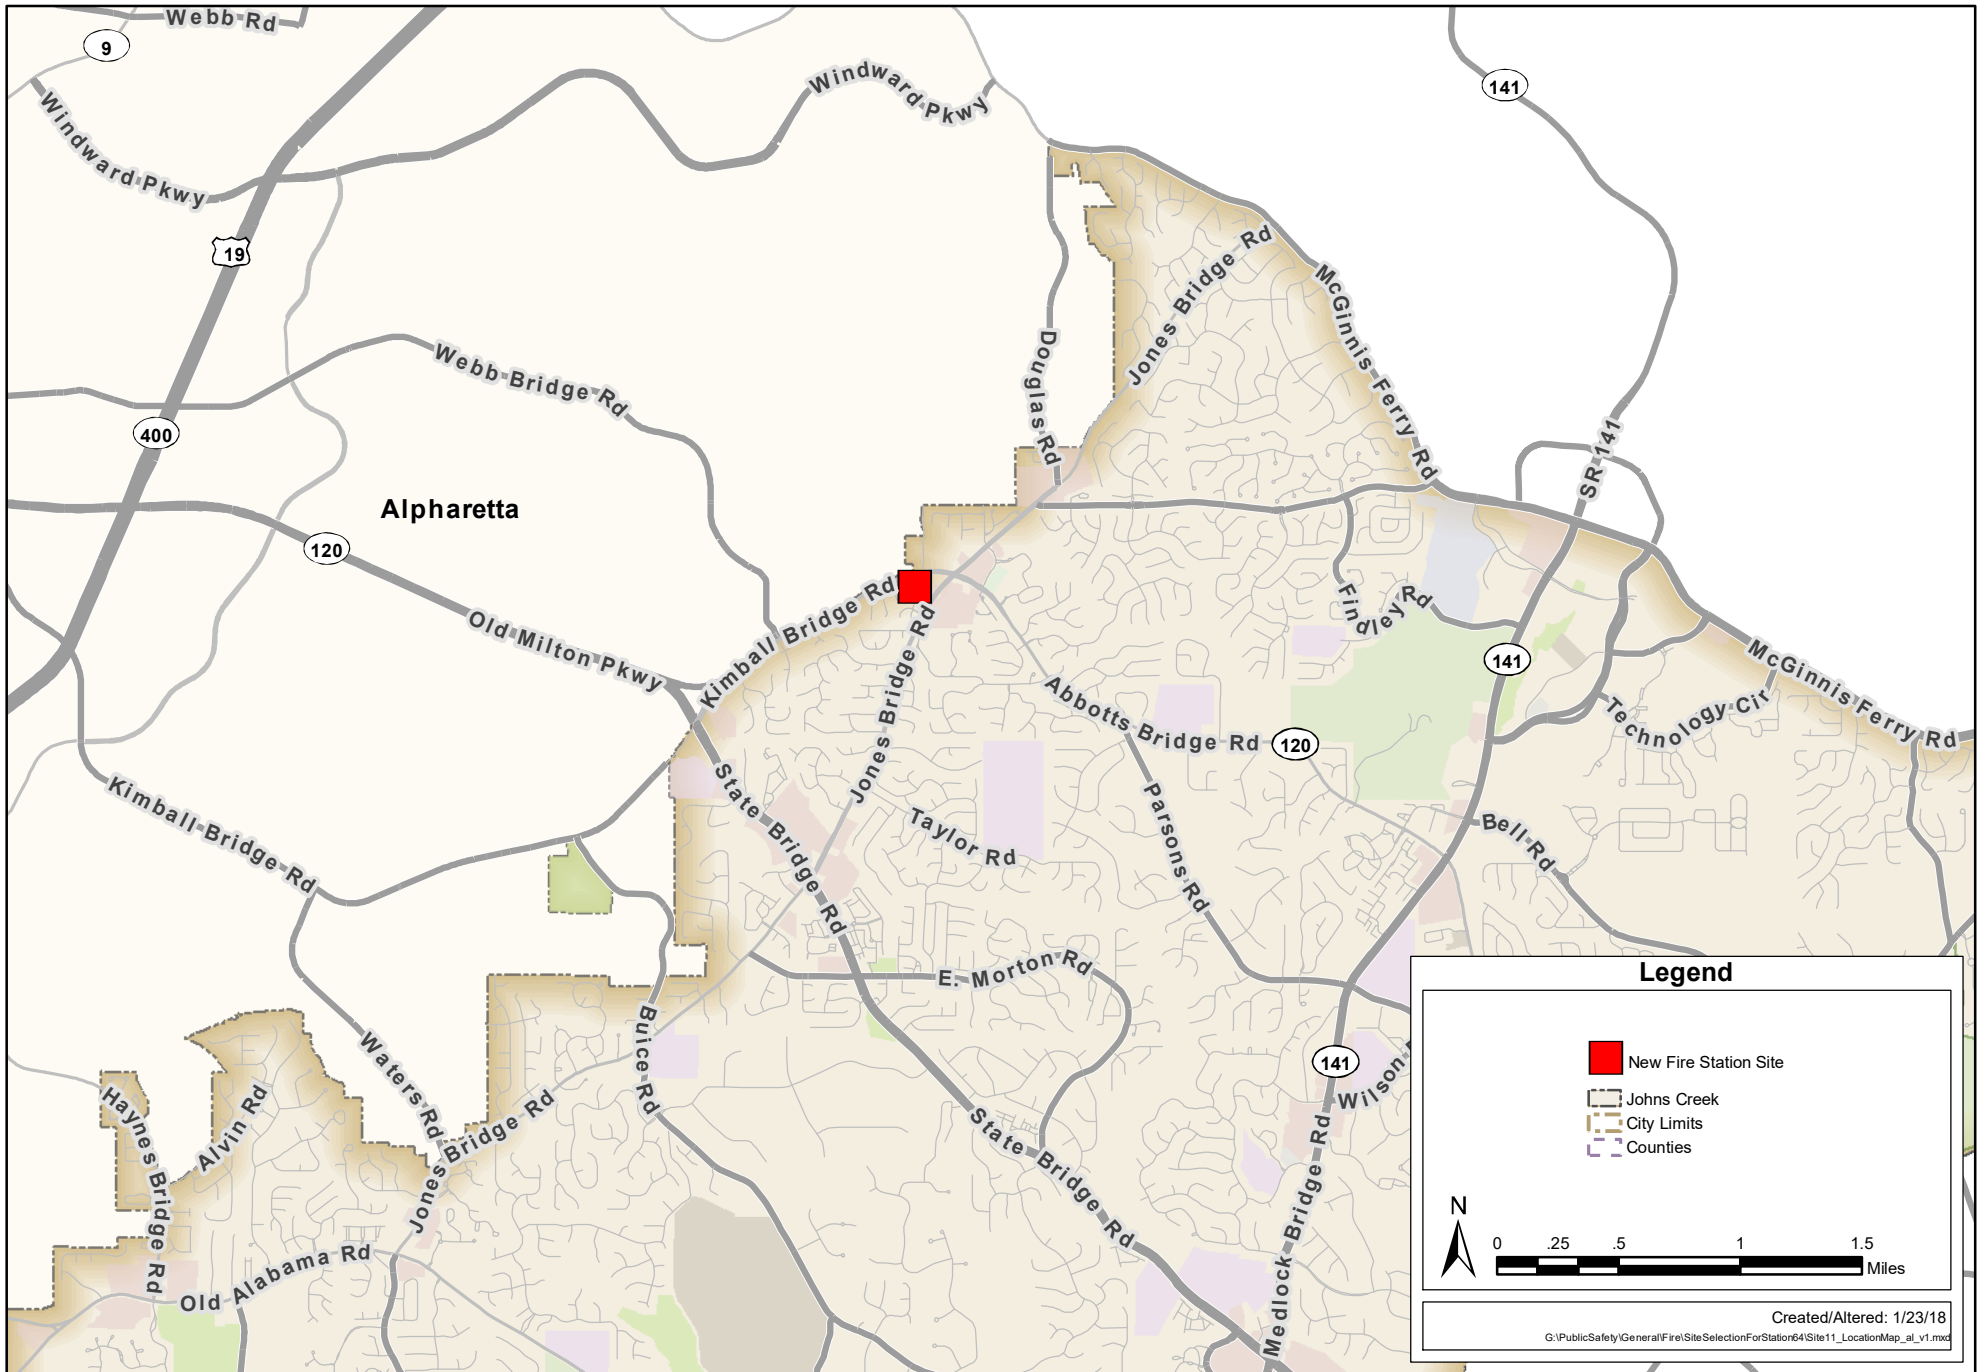 Webb Rd
9
Windward Pkwy
Windward Pkwy
141
19
Jones Bridge Rd
McGinnis Ferry Rd
Webb Bridge Rd
Douglas Rd
400
SR 141
Alpharetta
120
Kimball Bridge Rd
Findley Rd
Old Milton Pkwy
Jones Bridge Rd
141
Abbotts Bridge Rd
120
Technology Cir
McGinnis Ferry Rd
Kimball Bridge Rd
State Bridge Rd
Taylor Rd
Parsons Rd
Bell Rd
E. Morton Rd
Buice Rd
Waters Rd
Haynes Bridge Rd
Alvin Rd
Jones Bridge Rd
State Bridge Rd
141
Wilson
Medlock Bridge Rd
Old Alabama Rd
Legend
New Fire Station Site
Johns Creek
City Limits
Counties
N
0 .25 .5 1 1.5
Miles
Created/Altered: 1/23/18
G:\PublicSafety\General\Fire\SiteSelectionForStation64\Site11_LocationMap_al_v1.mxd